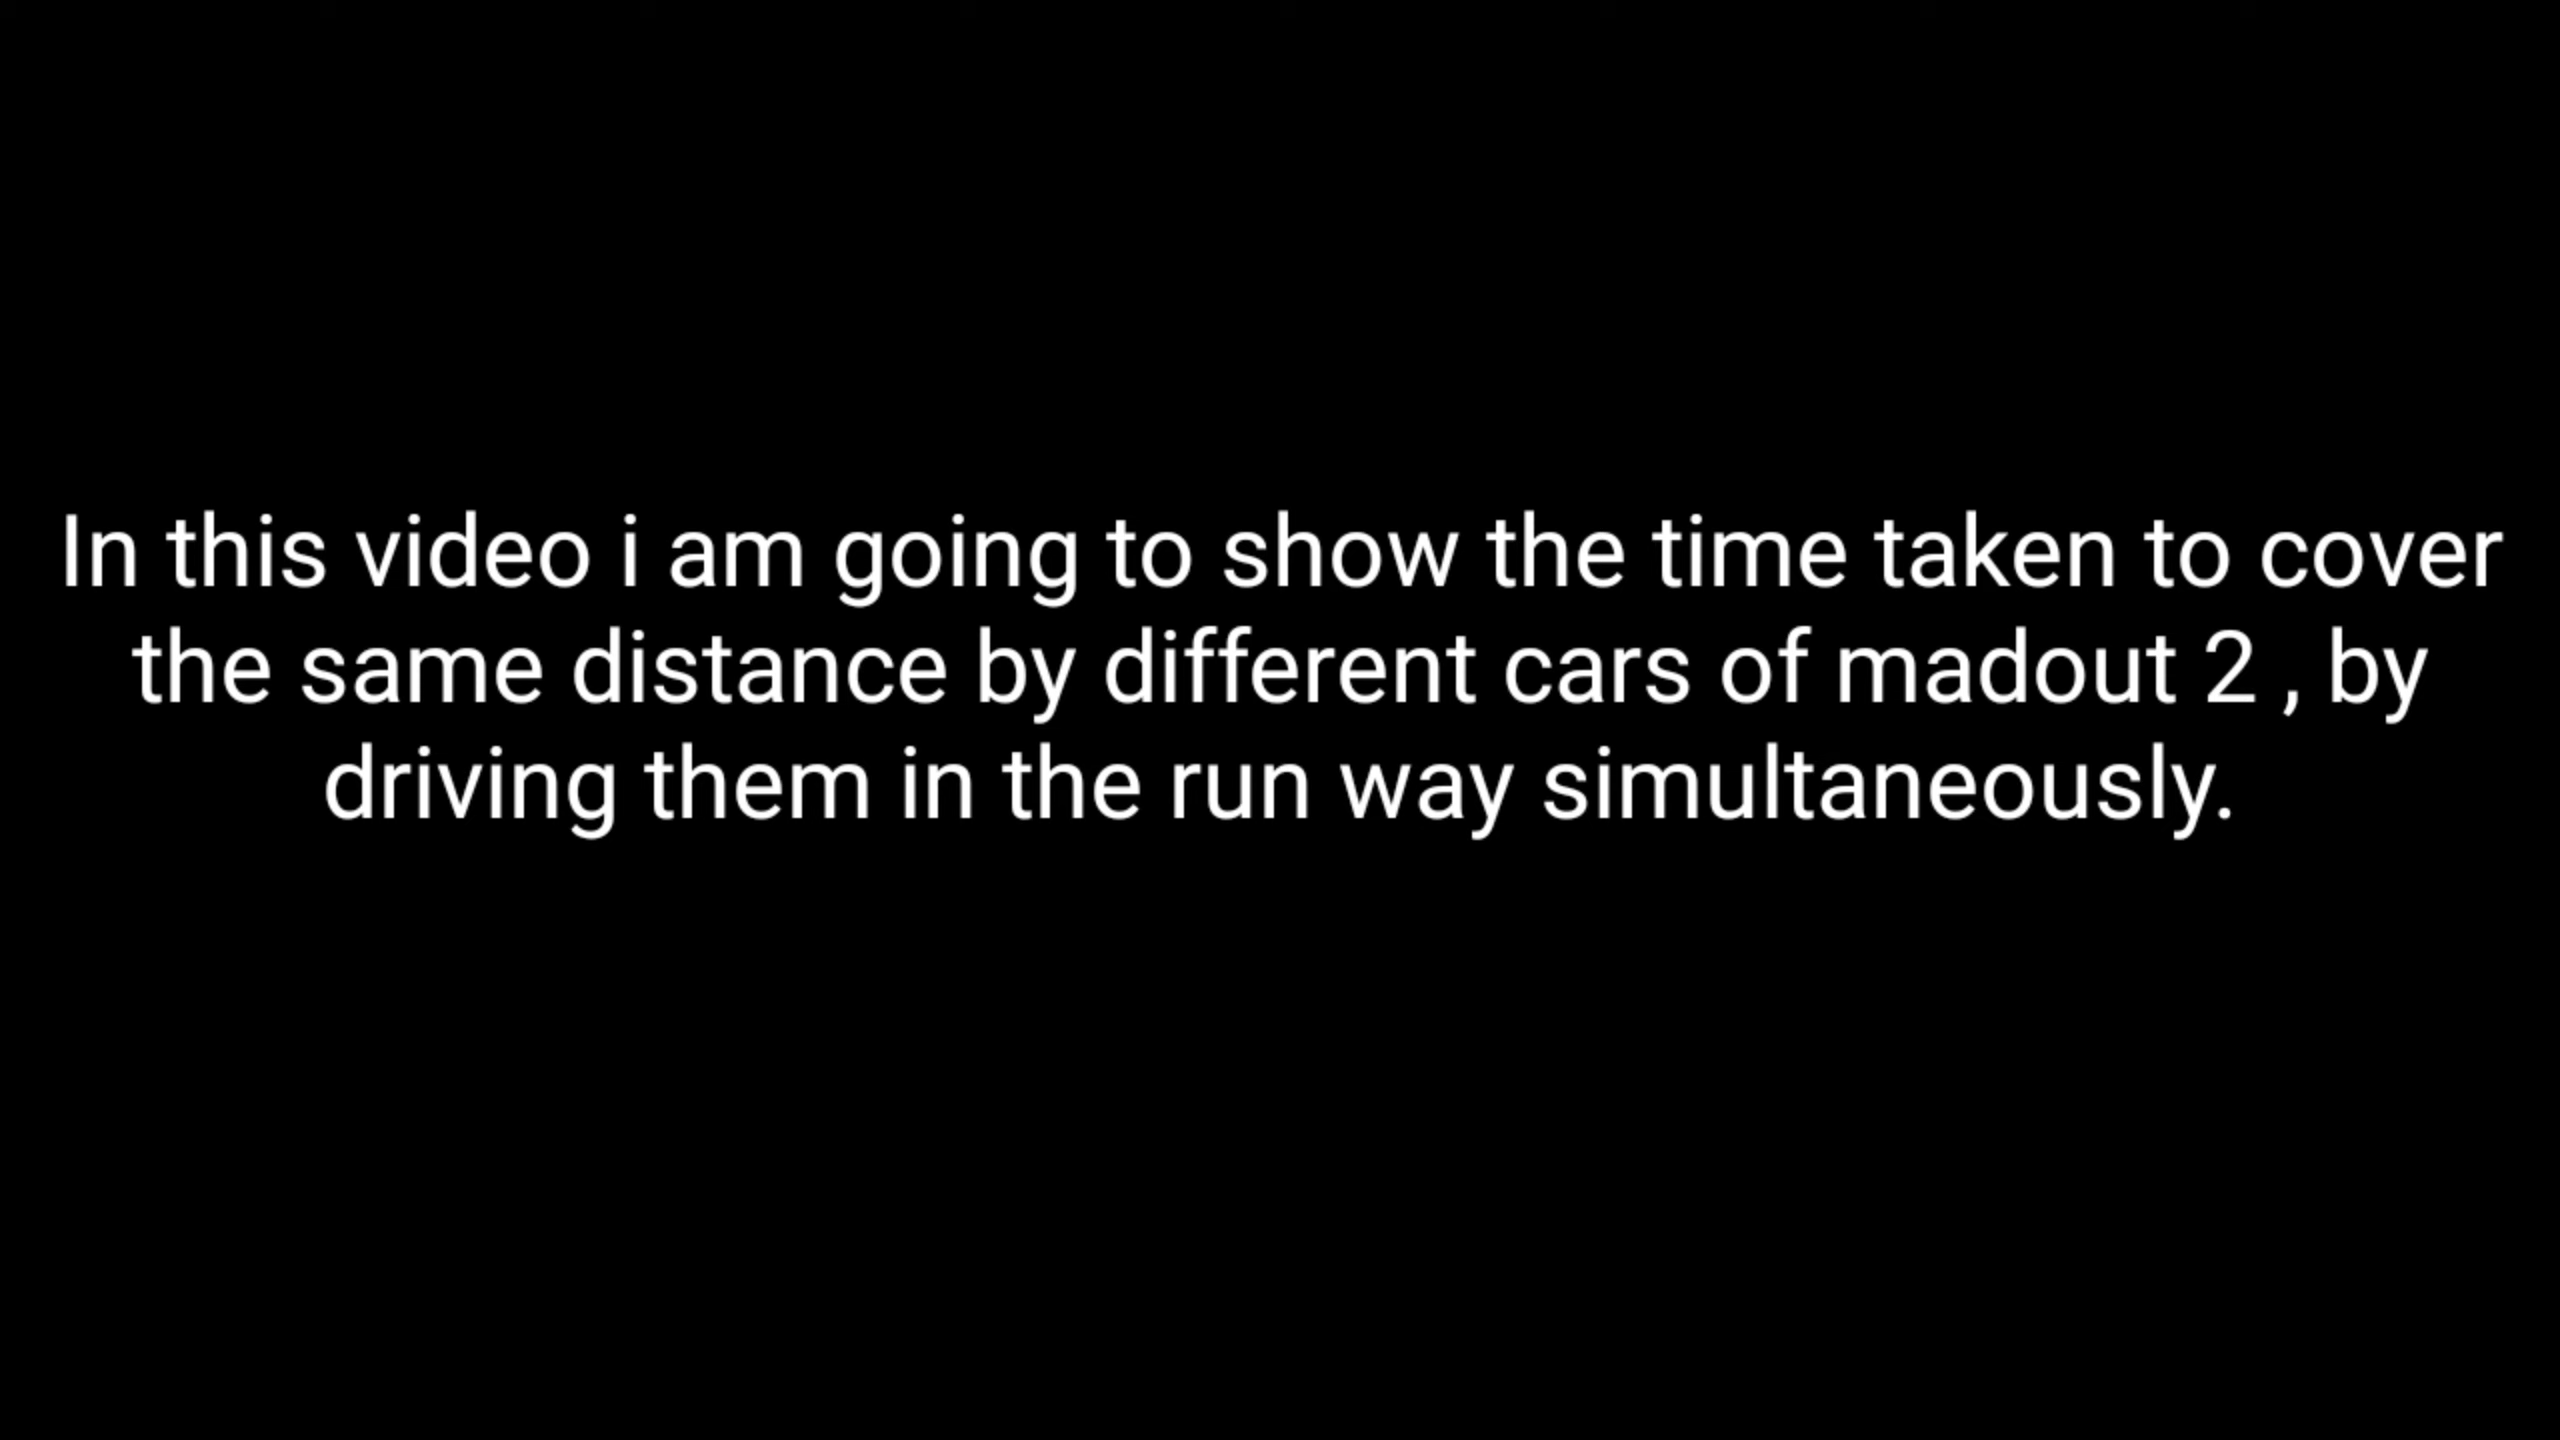 In this video i am going to show the time taken to cover
the same distance by different cars of madout 2 , by
driving them in the run way simultaneously.